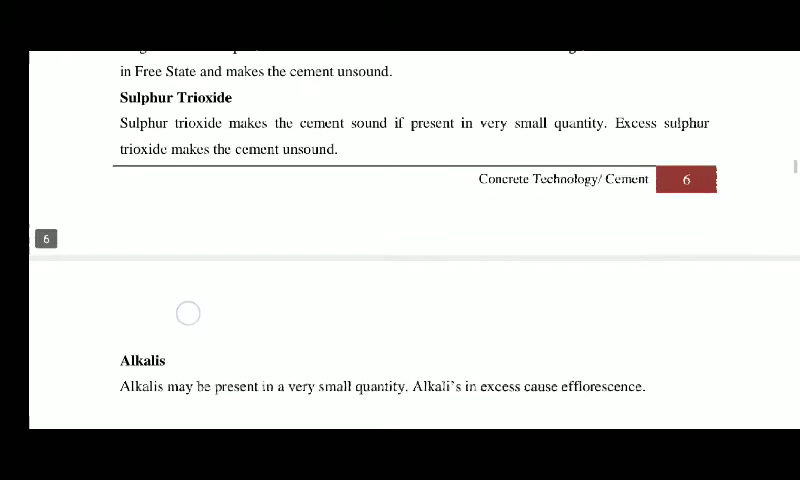 in Free State and makes the cement unsound.
Sulphur Trioxide
Sulphur trioxide makes the cement sound if present in very small quantity. Excess sulphur
trioxide makes the cement unsound.
Concrete Technology/ Cement 6
6
Alkalis
Alkalis may be present in a very small quantity. Alkali's in excess cause efflorescence.